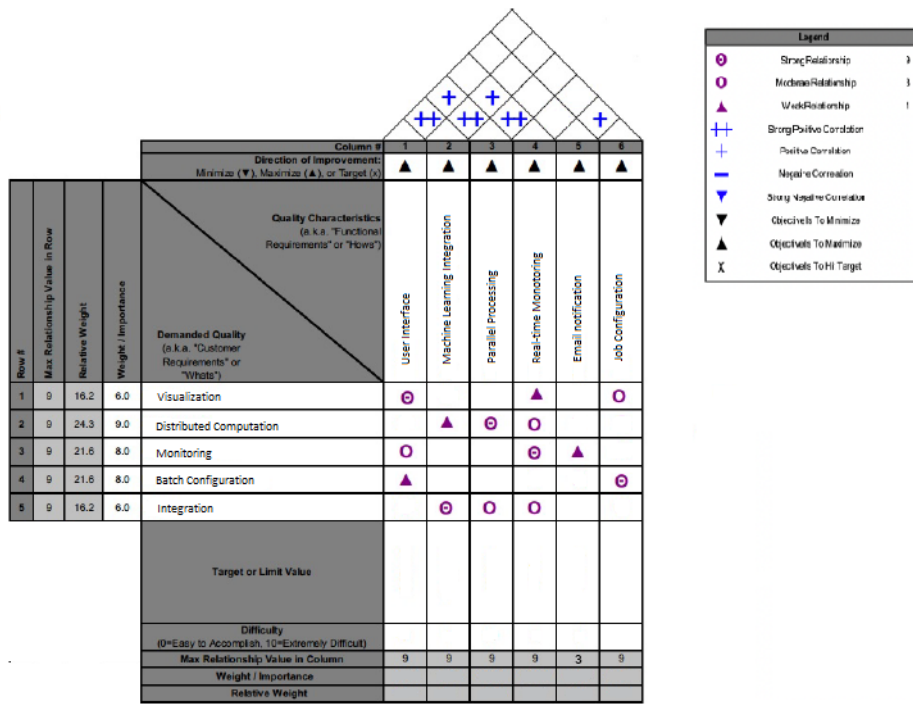 Legend
Strong Relationship 9
Moderate Relationship 3
Weak Relationship 1
Strong Positive Correlation
Positive Correlation
Negative Correlation
Strong Negative Correlation
Objective Is To Minimize
Objective Is To Maximize
X Objective Is To Hit Target
Column # 1 2 3 4 5 6
Direction of Improvement:
Minimize (▼), Maximize (▲), or Target (x)
Row #
Max Relationship Value in Row
Relative Weight
Weight / Importance
Quality Characteristics
(a.k.a. "Functional
Requirements" or "Hows")
Demanded Quality
(a.k.a. "Customer
Requirements" or
"Whats")
User Interface
Machine Learning Integration
Parallel Processing
Real-time Monotoring
Email notification
Job Configuration
1 9 16.2 6.0 Visualization
2 9 24.3 9.0 Distributed Computation
3 9 21.6 8.0 Monitoring
4 9 21.6 8.0 Batch Configuration
5 9 16.2 6.0 Integration
Target or Limit Value
Difficulty
(0=Easy to Accomplish, 10=Extremely Difficult)
Max Relationship Value in Column 9 9 9 9 3 9
Weight / Importance
Relative Weight